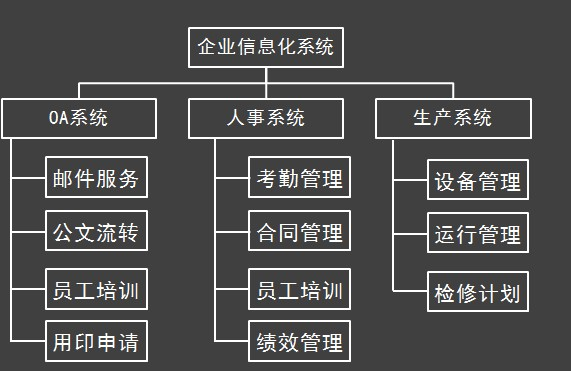 企业信息化系统
OA系统
人事系统
生产系统
邮件服务
考勤管理
设备管理
公文流转
合同管理
运行管理
员工培训
员工培训
检修计划
用印申请
绩效管理